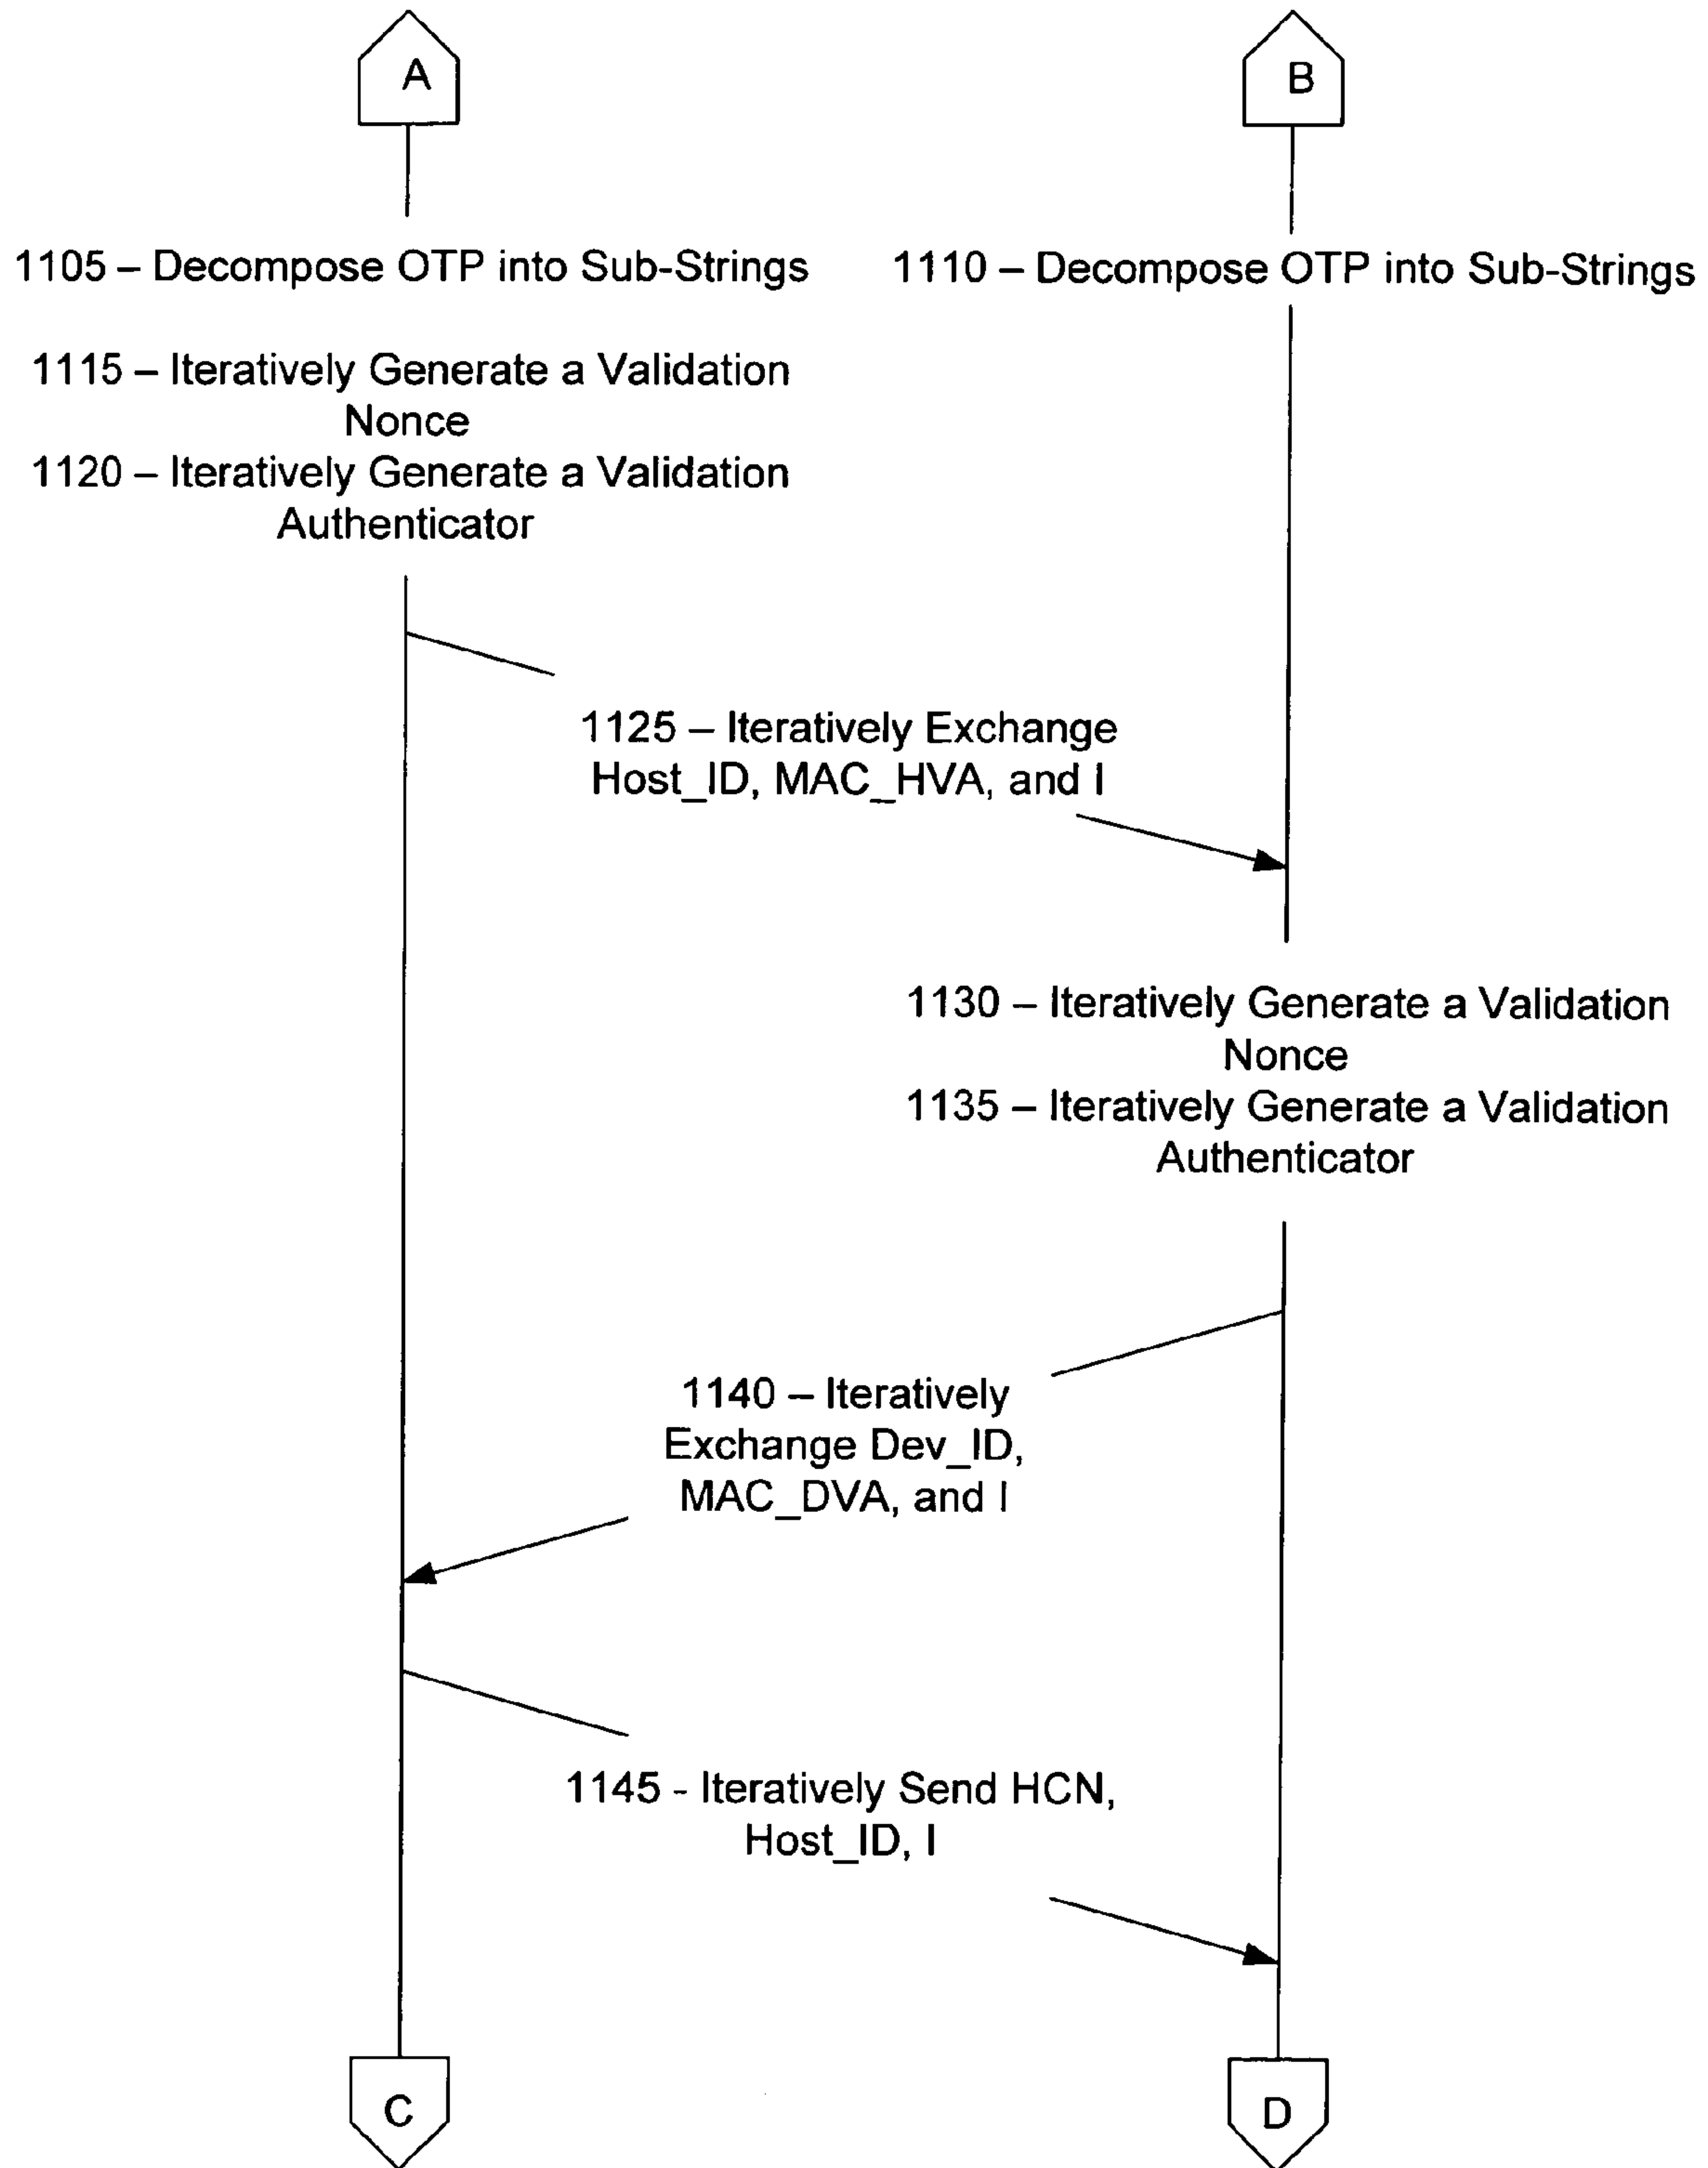 A
B
1105 – Decompose OTP into Sub-Strings
1110 – Decompose OTP into Sub-Strings
1115 – Iteratively Generate a Validation
Nonce
1120 – Iteratively Generate a Validation
Authenticator
1125 – Iteratively Exchange
Host_ID, MAC_HVA, and I
1130 – Iteratively Generate a Validation
Nonce
1135 – Iteratively Generate a Validation
Authenticator
1140 – Iteratively
Exchange Dev_ID,
MAC_DVA, and I
1145 - Iteratively Send HCN,
Host_ID, I
C
D